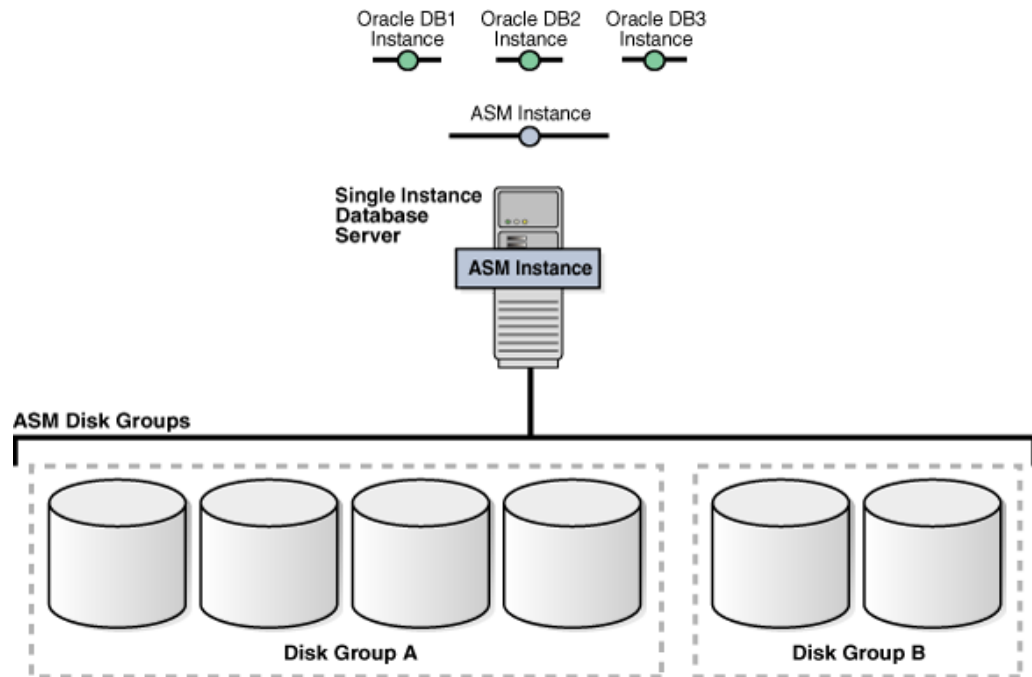 Oracle DB1
Instance
Oracle DB2
Instance
Oracle DB3
Instance
ASM Instance
Single Instance
Database
Server
ASM Instance
ASM Disk Groups
Disk Group A
Disk Group B